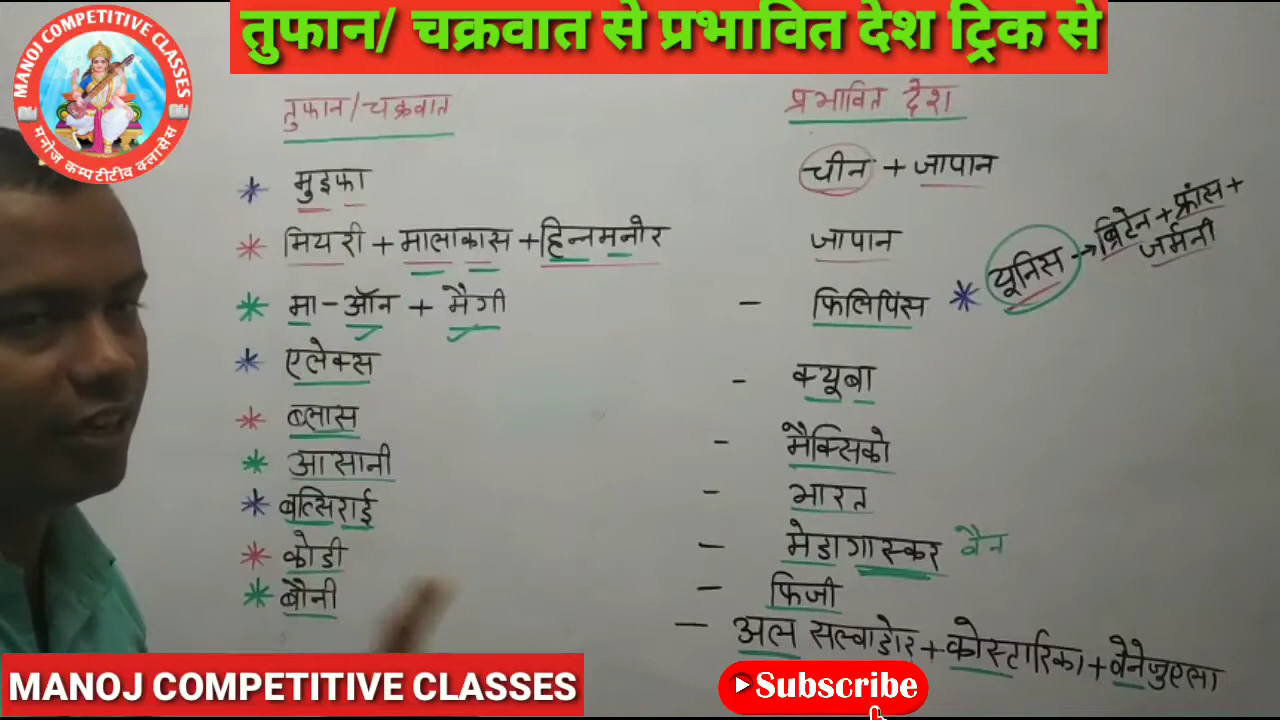 तुफान/ चक्रवात से प्रभावित देश ट्रिक से
MANOJ COMPETITIVE CLASSES
मनोज कम्पटीटीव क्लासेस
तुफान/चक्रवात प्रभावित देश
मुइफा चीन + जापान
मियरी + मालाकास + हिन्नमनोर जापान
यूनिस → ब्रिटेन + फ्रांस +
जर्मनी
मा-ऑन + मैगी - फिलिपिंस
एलेक्स - क्यूबा
ब्लास - मैक्सिको
आसानी - भारत
बत्सिराई - मेडागास्कर वैन
कोडी - फिजी
बौनी - अल सल्वाडोर + कोस्टारिका + वेनेजुएला
MANOJ COMPETITIVE CLASSES
Subscribe